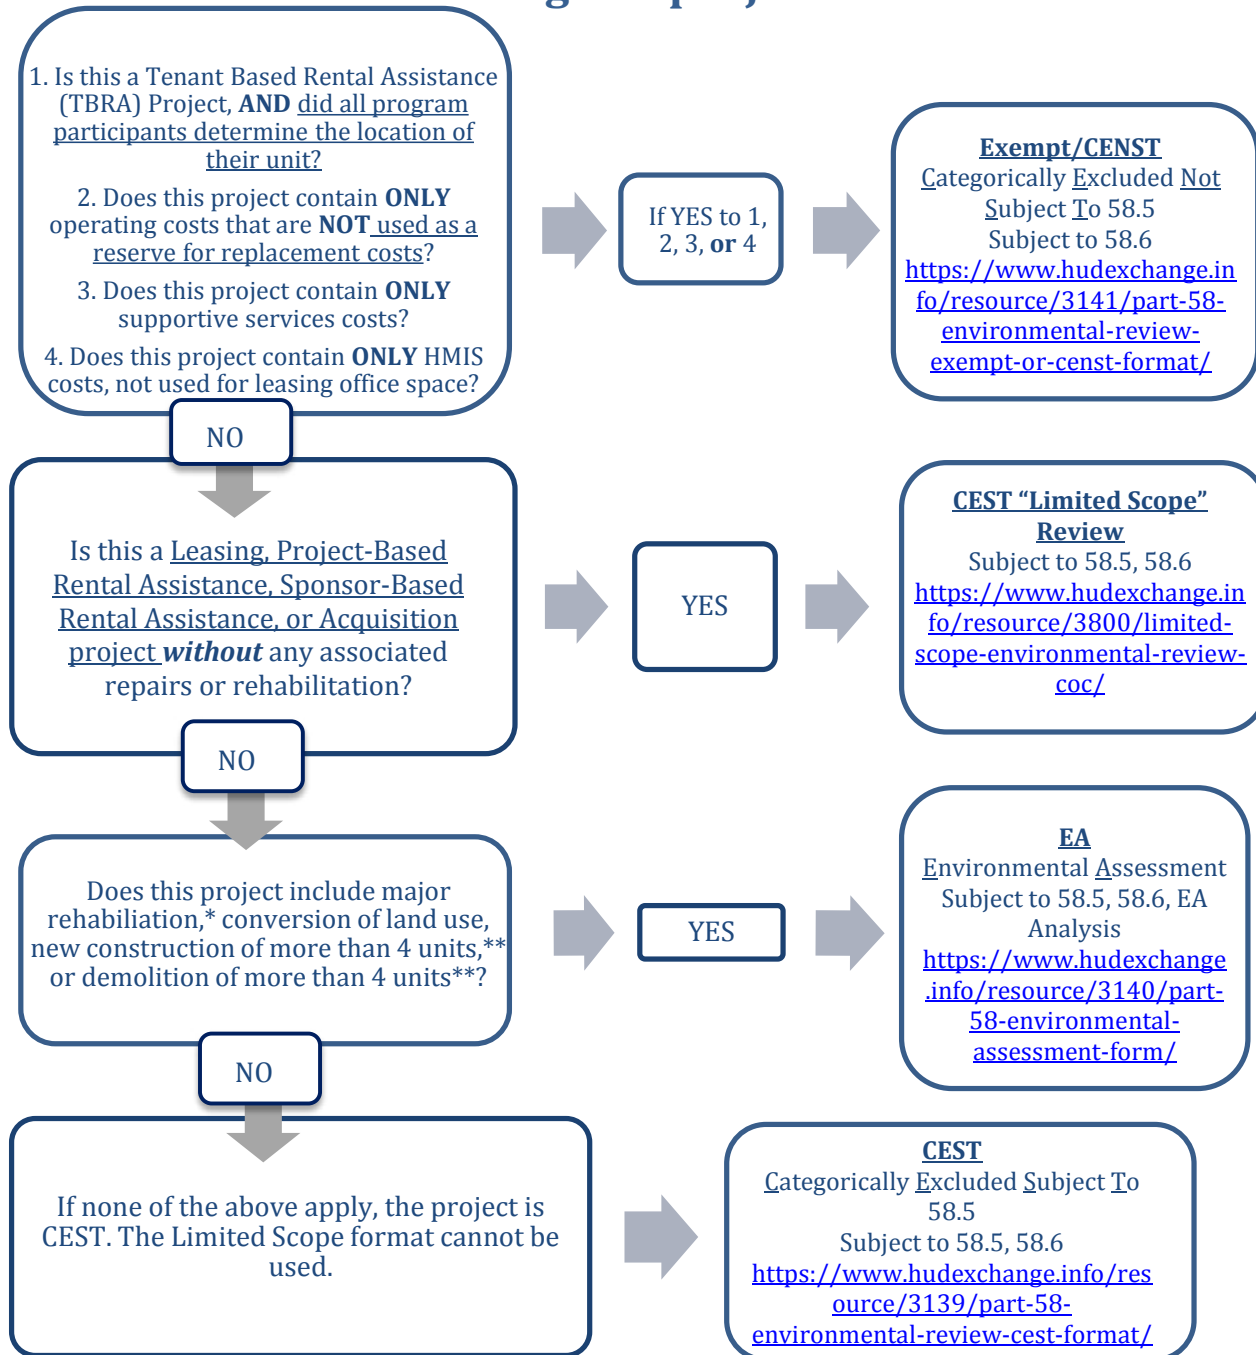 1. Is this a Tenant Based Rental Assistance
(TBRA) Project, AND did all program
participants determine the location of
their unit?
2. Does this project contain ONLY
operating costs that are NOT used as a
reserve for replacement costs?
3. Does this project contain ONLY
supportive services costs?
4. Does this project contain ONLY HMIS
costs, not used for leasing office space?
If YES to 1,
2, 3, or 4
Exempt/CENST
Categorically Excluded Not
Subject To 58.5
Subject to 58.6
https://www.hudexchange.in
fo/resource/3141/part-58-
environmental-review-
exempt-or-censt-format/
NO
Is this a Leasing, Project-Based
Rental Assistance, Sponsor-Based
Rental Assistance, or Acquisition
project without any associated
repairs or rehabilitation?
YES
CEST “Limited Scope”
Review
Subject to 58.5, 58.6
https://www.hudexchange.in
fo/resource/3800/limited-
scope-environmental-review-
coc/
NO
Does this project include major
rehabiliation,* conversion of land use,
new construction of more than 4 units,**
or demolition of more than 4 units**?
YES
EA
Environmental Assessment
Subject to 58.5, 58.6, EA
Analysis
https://www.hudexchange
.info/resource/3140/part-
58-environmental-
assessment-form/
NO
If none of the above apply, the project is
CEST. The Limited Scope format cannot be
used.
CEST
Categorically Excluded Subject To
58.5
Subject to 58.5, 58.6
https://www.hudexchange.info/res
ource/3139/part-58-
environmental-review-cest-format/